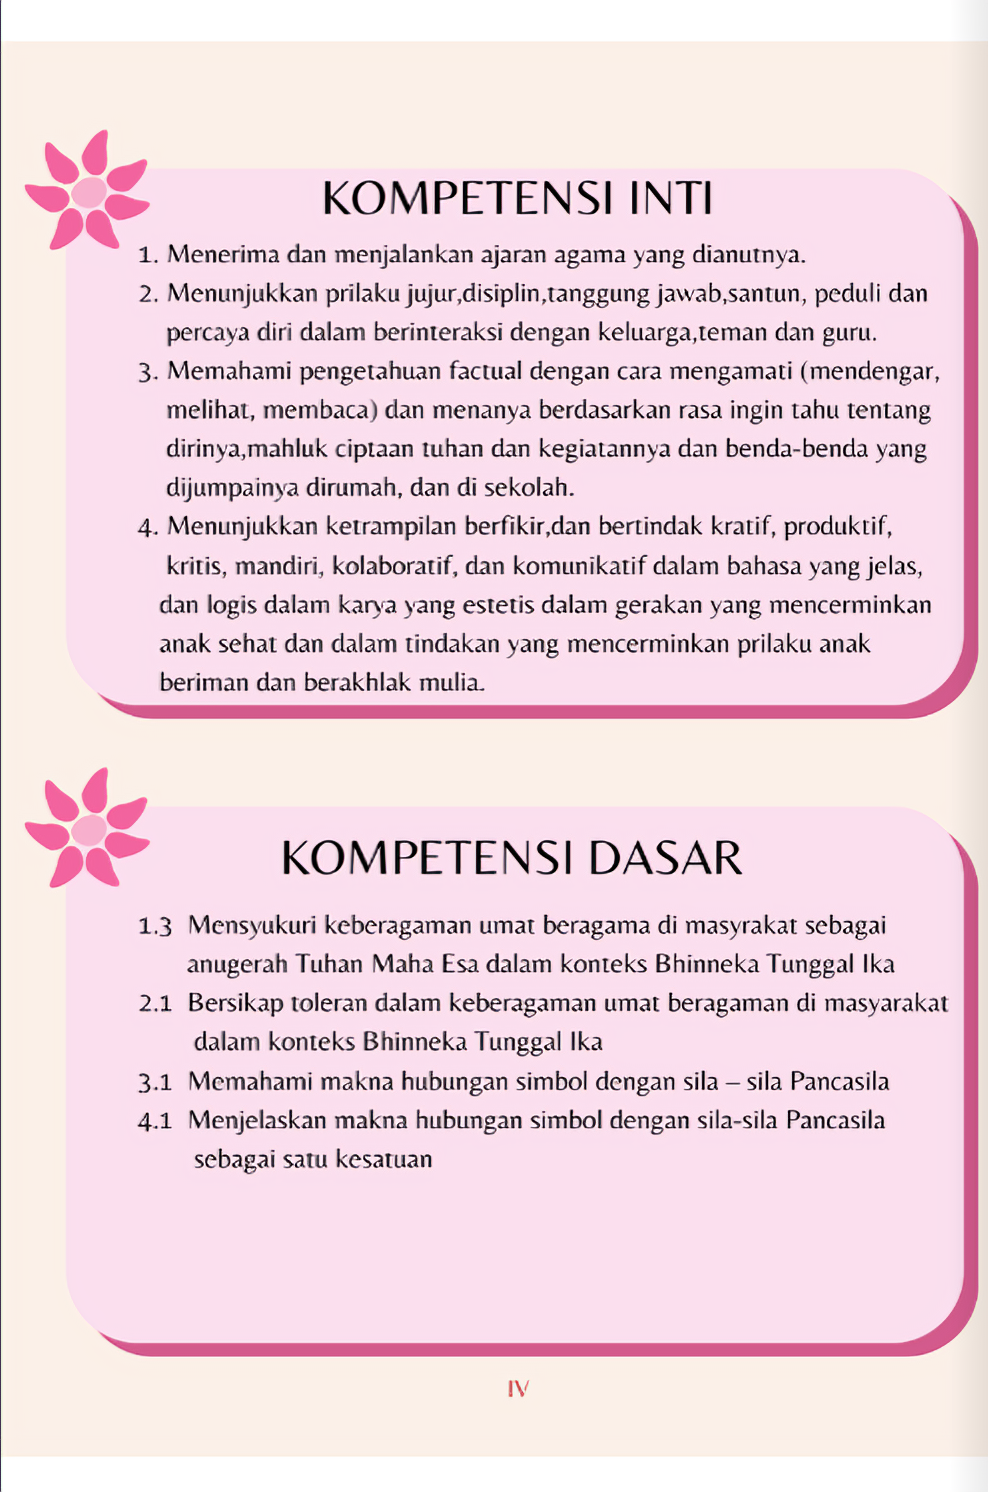 KOMPETENSI INTI
1. Menerima dan menjalankan ajaran agama yang dianutnya.
2. Menunjukkan prilaku jujur,disiplin,tanggung jawab,santun, peduli dan
percaya diri dalam berinteraksi dengan keluarga,teman dan guru.
3. Memahami pengetahuan factual dengan cara mengamati (mendengar,
melihat, membaca) dan menanya berdasarkan rasa ingin tahu tentang
dirinya,mahluk ciptaan tuhan dan kegiatannya dan benda-benda yang
dijumpainya dirumah, dan di sekolah.
4. Menunjukkan ketrampilan berfikir,dan bertindak kratif, produktif,
kritis, mandiri, kolaboratif, dan komunikatif dalam bahasa yang jelas,
dan logis dalam karya yang estetis dalam gerakan yang mencerminkan
anak sehat dan dalam tindakan yang mencerminkan prilaku anak
beriman dan berakhlak mulia.
KOMPETENSI DASAR
1.3 Mensyukuri keberagaman umat beragama di masyrakat sebagai
anugerah Tuhan Maha Esa dalam konteks Bhinneka Tunggal Ika
2.1 Bersikap toleran dalam keberagaman umat beragaman di masyarakat
dalam konteks Bhinneka Tunggal Ika
3.1 Memahami makna hubungan simbol dengan sila – sila Pancasila
4.1 Menjelaskan makna hubungan simbol dengan sila-sila Pancasila
sebagai satu kesatuan
IV